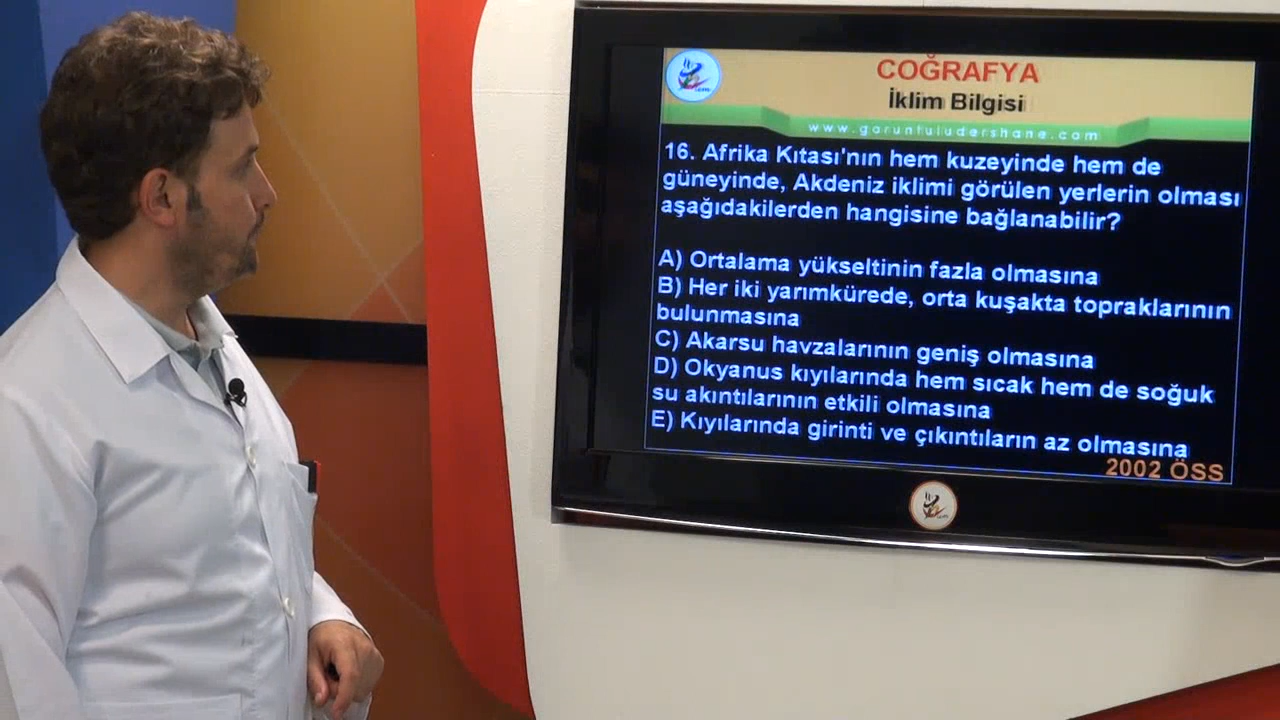 COĞRAFYA
İklim Bilgisi
www.goruntuludershane.com
16. Afrika Kıtası'nın hem kuzeyinde hem de
güneyinde, Akdeniz iklimi görülen yerlerin olması
aşağıdakilerden hangisine bağlanabilir?
A) Ortalama yükseltinin fazla olmasına
B) Her iki yarımkürede, orta kuşakta topraklarının
bulunmasına
C) Akarsu havzalarının geniş olmasına
D) Okyanus kıyılarında hem sıcak hem de soğuk
su akıntılarının etkili olmasına
E) Kıyılarında girinti ve çıkıntıların az olmasına
2002 ÖSS